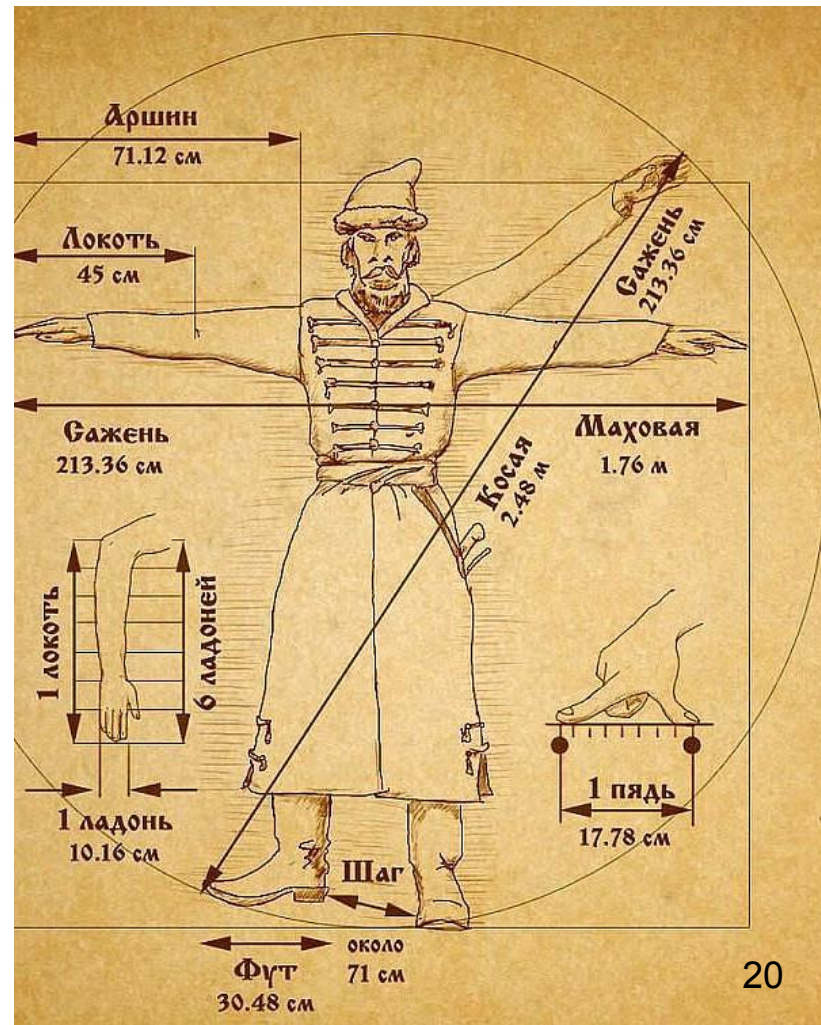 Аршин
71.12 см
Локоть
45 см
Сажень
213.36 см
Сажень
213.36 см
Маховая
1.76 м
Косая
2.48 м
1 локоть
6 ладоней
1 ладонь
10.16 см
1 пядь
17.78 см
Шаг
около
71 см
Фут
30.48 см
20